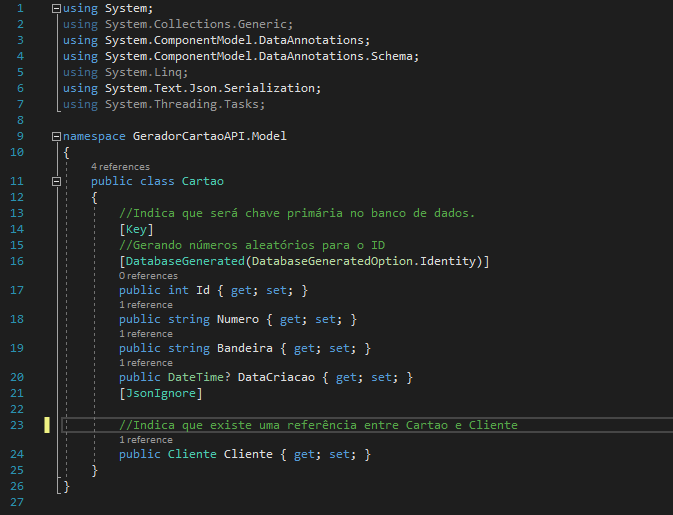 1 using System;
2 using System.Collections.Generic;
3 using System.ComponentModel.DataAnnotations;
4 using System.ComponentModel.DataAnnotations.Schema;
5 using System.Linq;
6 using System.Text.Json.Serialization;
7 using System.Threading.Tasks;
8
9 namespace GeradorCartaoAPI.Model
10 {
4 references
11 public class Cartao
12 {
13 //Indica que será chave primária no banco de dados.
14 [Key]
15 //Gerando números aleatórios para o ID
16 [DatabaseGenerated(DatabaseGeneratedOption.Identity)]
0 references
17 public int Id { get; set; }
1 reference
18 public string Numero { get; set; }
1 reference
19 public string Bandeira { get; set; }
1 reference
20 public DateTime? DataCriacao { get; set; }
21 [JsonIgnore]
22
23 //Indica que existe uma referência entre Cartao e Cliente
1 reference
24 public Cliente Cliente { get; set; }
25 }
26 }
27